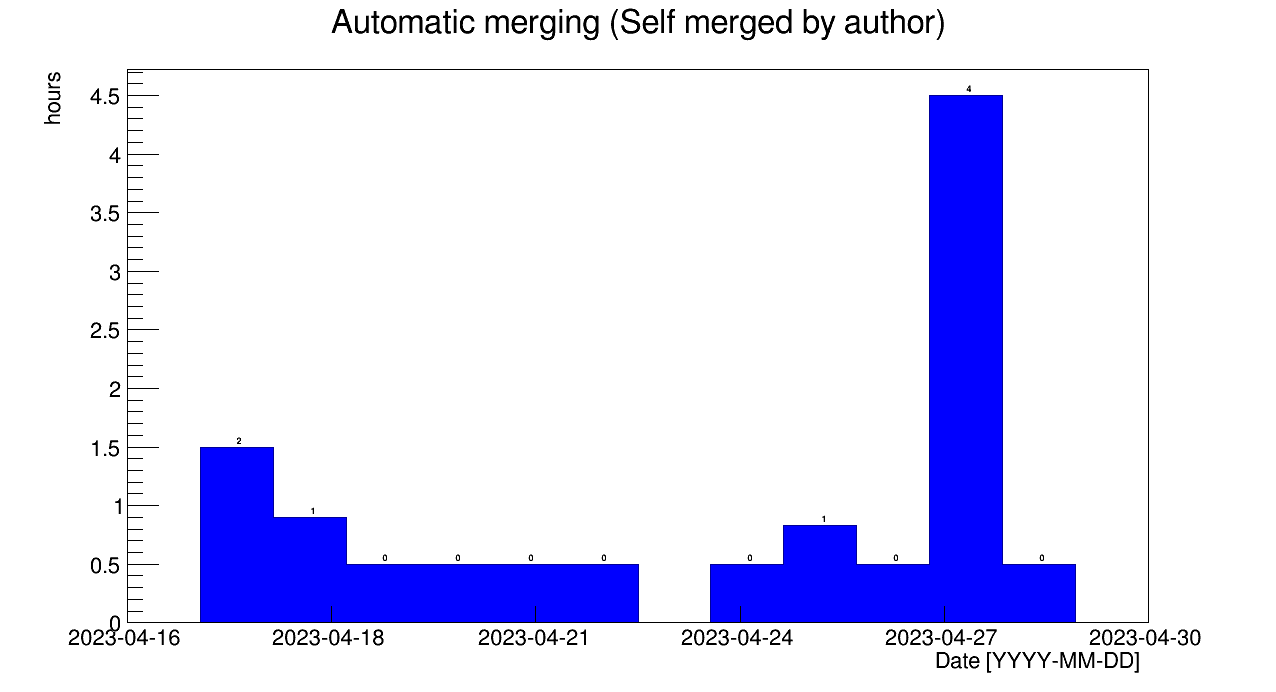 Automatic merging (Self merged by author)
hours
4.5
4
3.5
3
2.5
2
1.5
1
0.5
0
4
2
1
1
0 0 0 0 0 0 0
2023-04-16 2023-04-18 2023-04-21 2023-04-24 2023-04-27 2023-04-30
Date [YYYY-MM-DD]